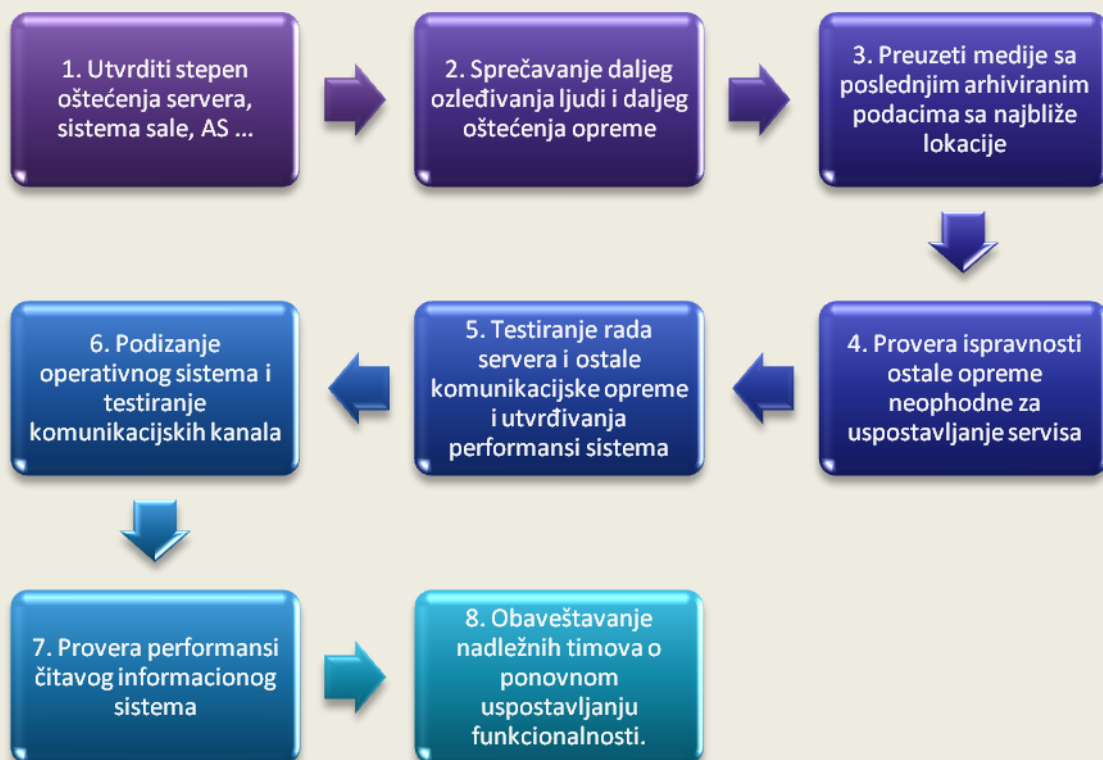 1. Utvrditi stepen
oštećenja servera,
sistema sale, AS ...
2. Sprečavanje daljeg
ozleđivanja ljudi i daljeg
oštećenja opreme
3. Preuzeti medije sa
poslednjim arhiviranim
podacima sa najbliže
lokacije
4. Provera ispravnosti
ostale opreme
neophodne za
uspostavljanje servisa
5. Testiranje rada
servera i ostale
komunikacijske opreme
i utvrđivanja
performansi sistema
6. Podizanje
operativnog sistema i
testiranje
komunikacijskih kanala
7. Provera performansi
čitavog informacionog
sistema
8. Obaveštavanje
nadležnih timova o
ponovnom
uspostavljanju
funkcionalnosti.